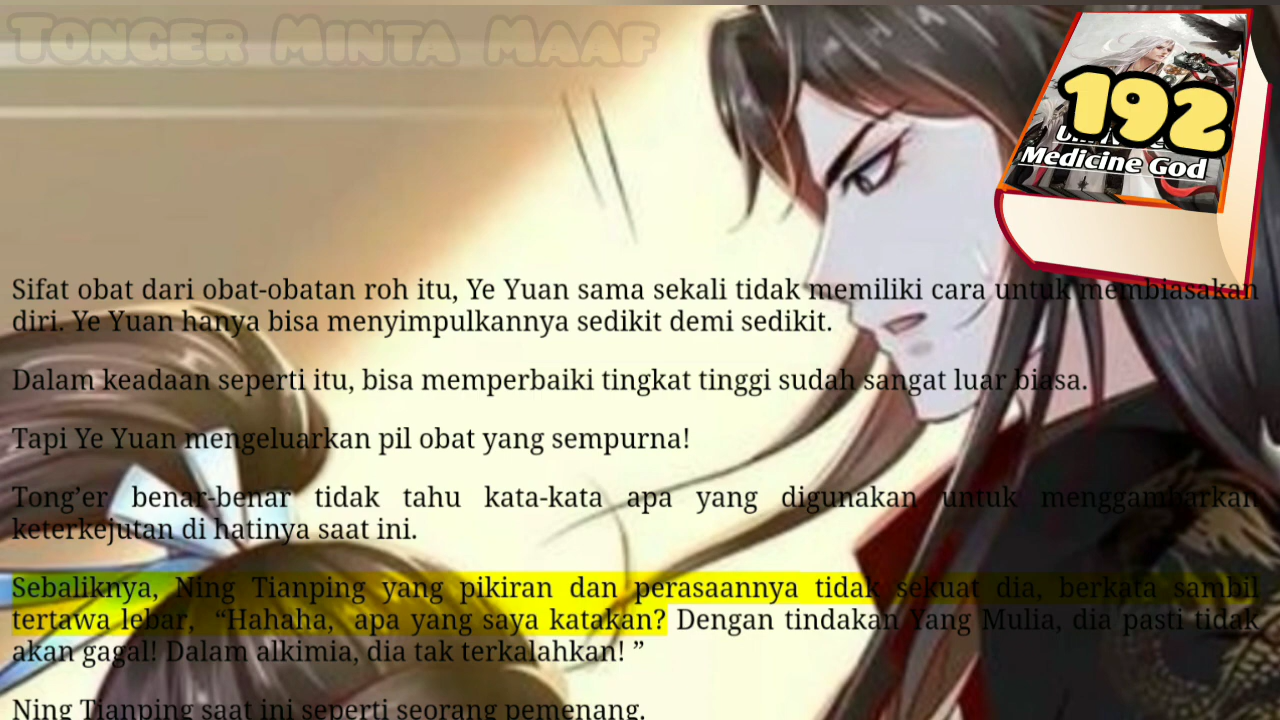 Tonger Minta Maaf
192
Medicine God
Sifat obat dari obat-obatan roh itu, Ye Yuan sama sekali tidak memiliki cara untuk membiasakan
diri. Ye Yuan hanya bisa menyimpulkannya sedikit demi sedikit.
Dalam keadaan seperti itu, bisa memperbaiki tingkat tinggi sudah sangat luar biasa.
Tapi Ye Yuan mengeluarkan pil obat yang sempurna!
Tong’er benar-benar tidak tahu kata-kata apa yang digunakan untuk menggambarkan
keterkejutan di hatinya saat ini.
Sebaliknya, Ning Tianping yang pikiran dan perasaannya tidak sekuat dia, berkata sambil
tertawa lebar, “Hahaha, apa yang saya katakan? Dengan tindakan Yang Mulia, dia pasti tidak
akan gagal! Dalam alkimia, dia tak terkalahkan! ”
Ning Tianping saat ini seperti seorang pemenang.